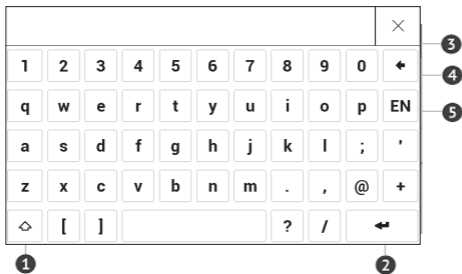 3
1 2 3 4 5 6 7 8 9 0
4
q w e r t y u i o p EN
5
a s d f g h j k l ; '
z x c v b n m . , @ +
[ ] ? /
1 2